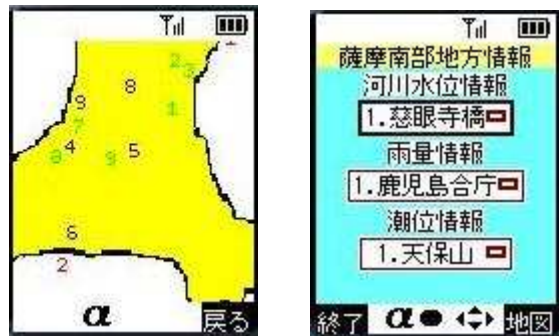 2
3
8
9
1
7
4
8
9
5
6
2
α
戻る
薩摩南部地方情報
河川水位情報
1.慈眼寺橋
雨量情報
1.鹿児島合庁
潮位情報
1.天保山
終了
α
地図